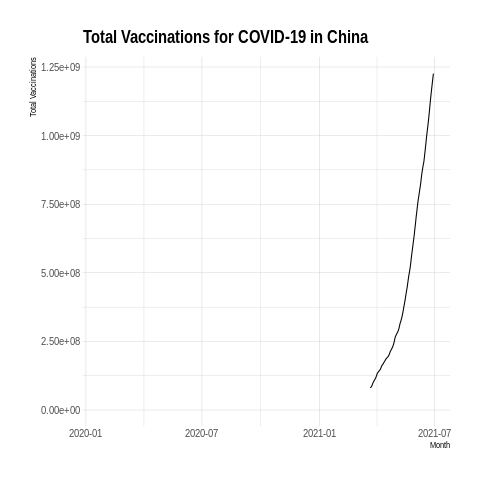 Total Vaccinations for COVID-19 in China
Total Vaccinations
1.25e+09
1.00e+09
7.50e+08
5.00e+08
2.50e+08
0.00e+00
2020-01 2020-07 2021-01 2021-07
Month